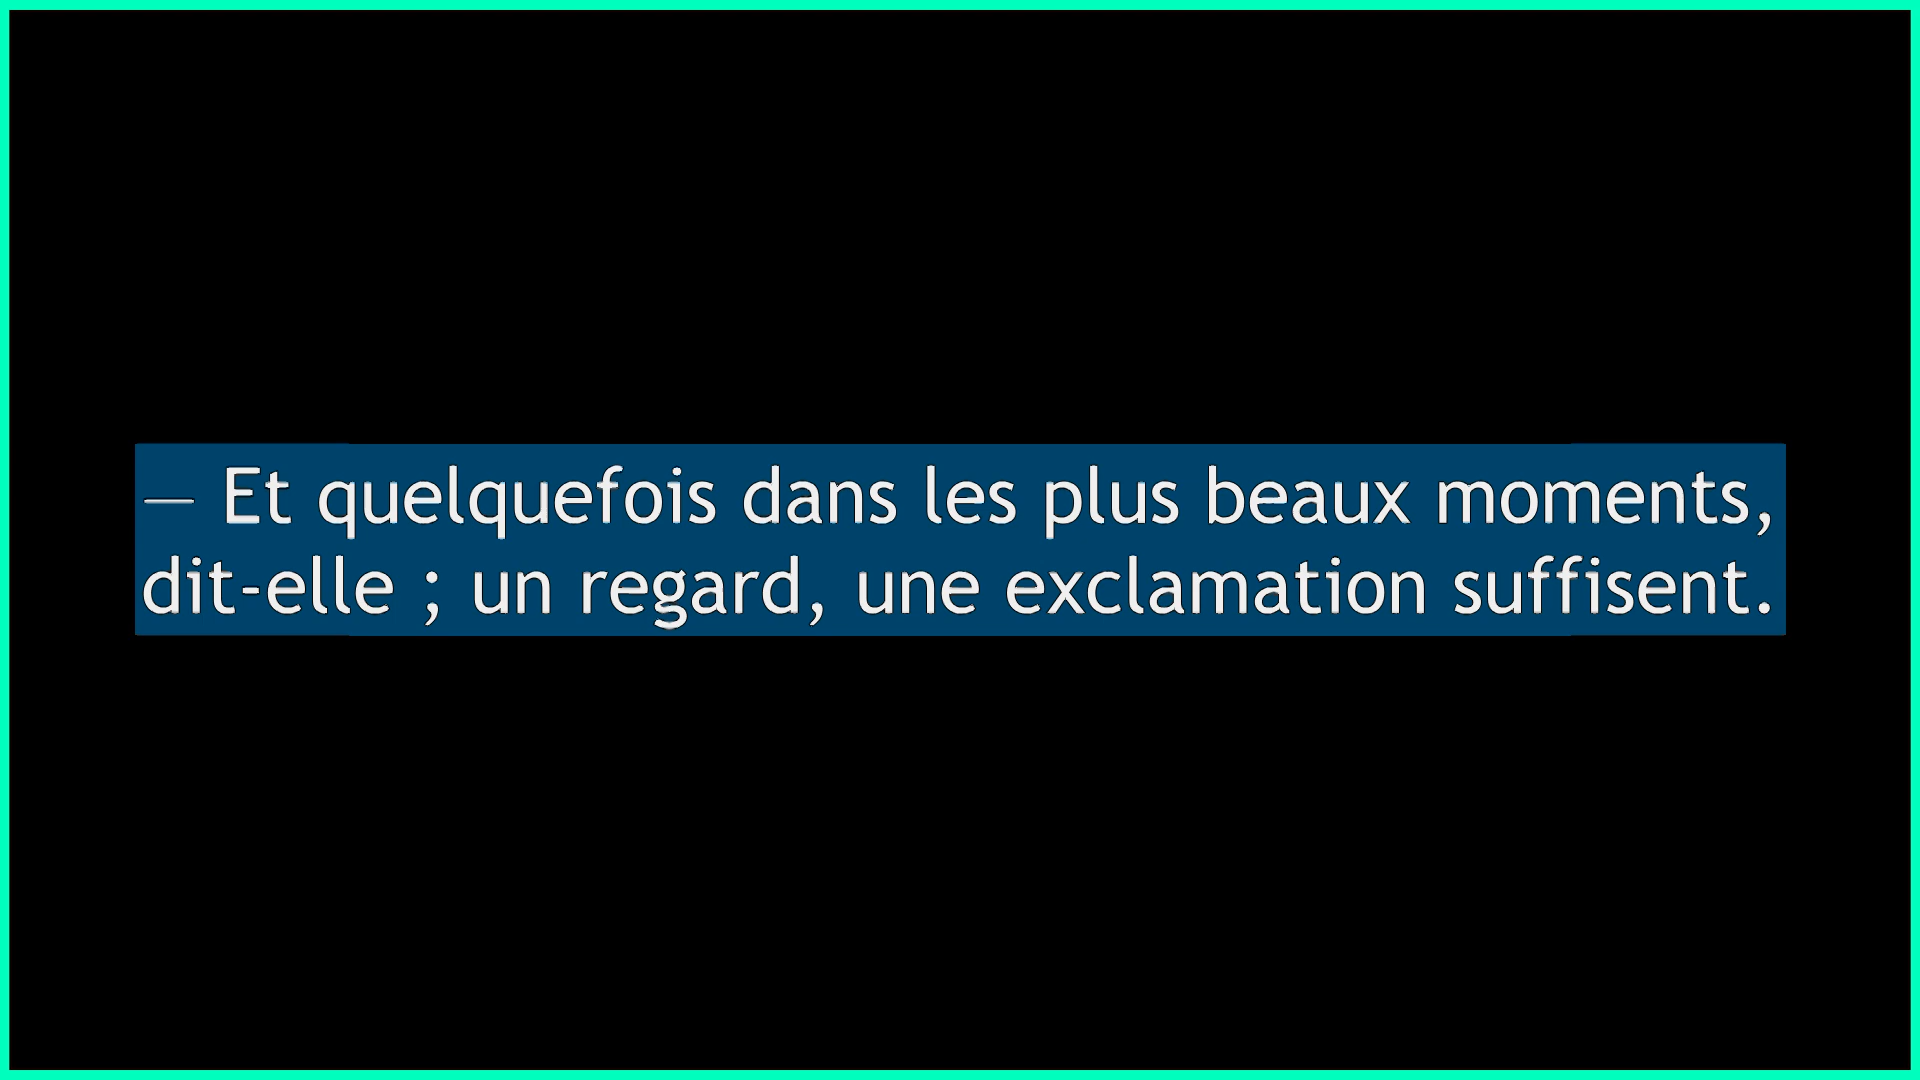 — Et quelquefois dans les plus beaux moments,
dit-elle ; un regard, une exclamation suffisent.